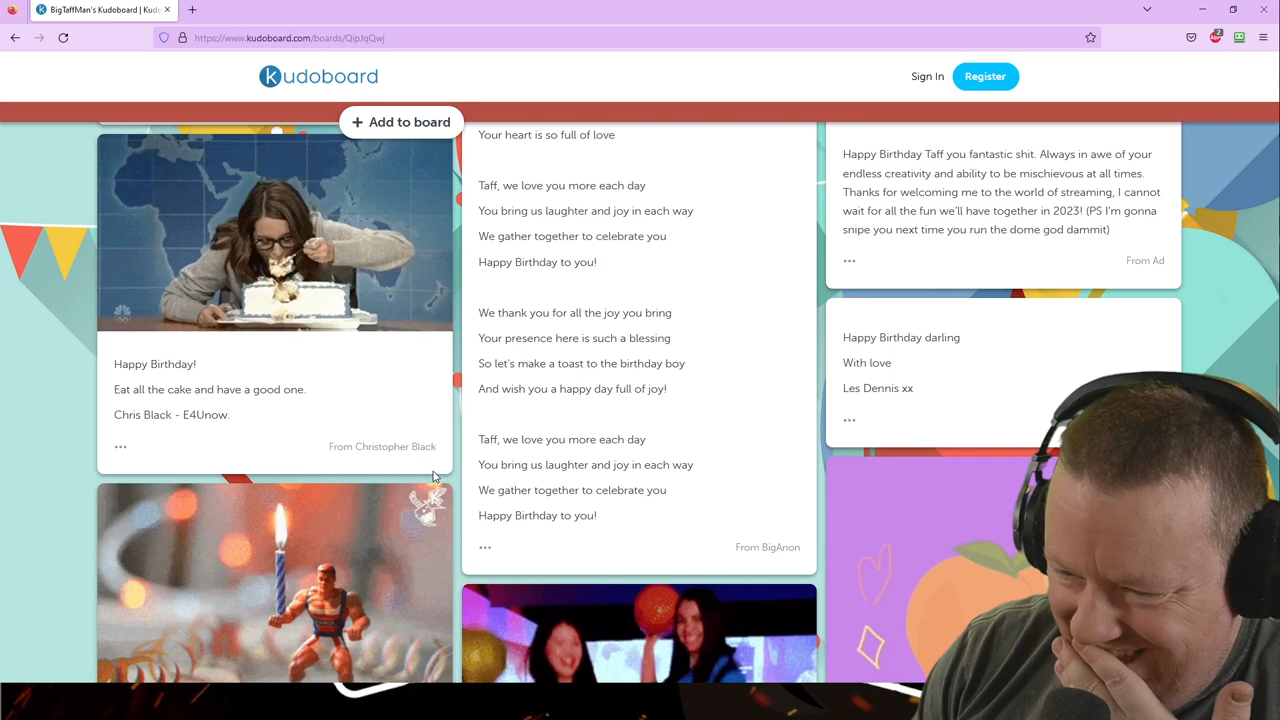 BigTaffMan's Kudoboard | Kudo
https://www.kudoboard.com/boards/QipJqQwj
2
kudoboard
Sign In
Register
+ Add to board
Happy Birthday!
Eat all the cake and have a good one.
Chris Black - E4Unow.
From Christopher Black
Your heart is so full of love
Taff, we love you more each day
You bring us laughter and joy in each way
We gather together to celebrate you
Happy Birthday to you!
We thank you for all the joy you bring
Your presence here is such a blessing
So let's make a toast to the birthday boy
And wish you a happy day full of joy!
Taff, we love you more each day
You bring us laughter and joy in each way
We gather together to celebrate you
Happy Birthday to you!
From BigAnon
Happy Birthday Taff you fantastic shit. Always in awe of your
endless creativity and ability to be mischievous at all times.
Thanks for welcoming me to the world of streaming, I cannot
wait for all the fun we'll have together in 2023! (PS I'm gonna
snipe you next time you run the dome god dammit)
From Ad
Happy Birthday darling
With love
Les Dennis xx